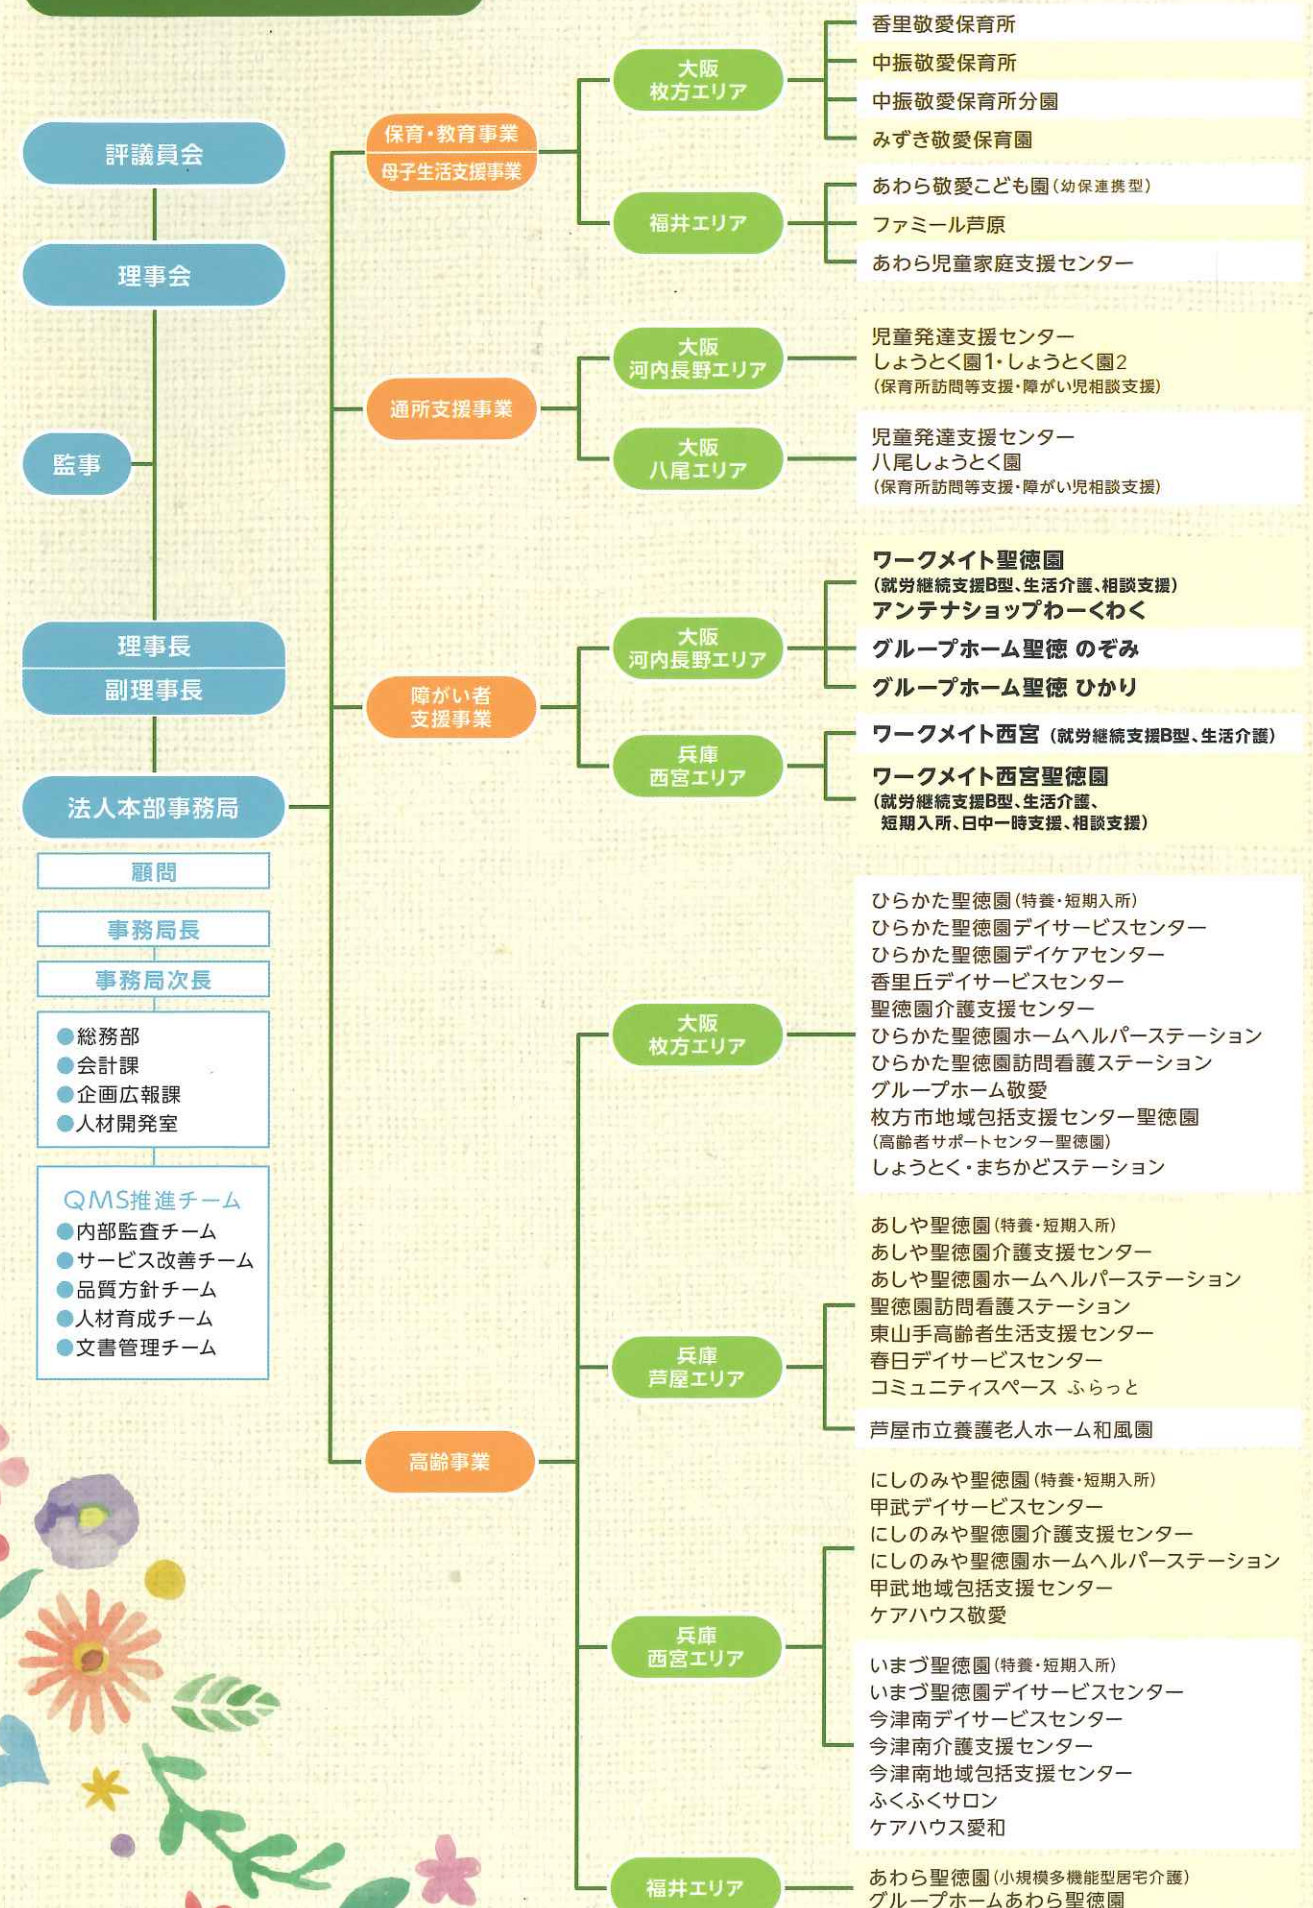 評議員会
理事会
監事
理事長
副理事長
法人本部事務局
顧問
事務局長
事務局次長
●総務部
●会計課
●企画広報課
●人材開発室
QMS推進チーム
●内部監査チーム
●サービス改善チーム
●品質方針チーム
●人材育成チーム
●文書管理チーム
保育・教育事業
母子生活支援事業
大阪
枚方エリア
香里敬愛保育所
中振敬愛保育所
中振敬愛保育所分園
みずき敬愛保育園
福井エリア
あわら敬愛こども園(幼保連携型)
ファミール芦原
あわら児童家庭支援センター
通所支援事業
大阪
河内長野エリア
児童発達支援センター
しょうとく園1・しょうとく園2
(保育所訪問等支援・障がい児相談支援)
大阪
八尾エリア
児童発達支援センター
八尾しょうとく園
(保育所訪問等支援・障がい児相談支援)
障がい者
支援事業
大阪
河内長野エリア
ワークメイト聖徳園
(就労継続支援B型、生活介護、相談支援)
アンテナショップわーくわく
グループホーム聖徳 のぞみ
グループホーム聖徳 ひかり
兵庫
西宮エリア
ワークメイト西宮 (就労継続支援B型、生活介護)
ワークメイト西宮聖徳園
(就労継続支援B型、生活介護、
短期入所、日中一時支援、相談支援)
高齢事業
大阪
枚方エリア
ひらかた聖徳園(特養・短期入所)
ひらかた聖徳園デイサービスセンター
ひらかた聖徳園デイケアセンター
香里丘デイサービスセンター
聖徳園介護支援センター
ひらかた聖徳園ホームヘルパーステーション
ひらかた聖徳園訪問看護ステーション
グループホーム敬愛
枚方市地域包括支援センター聖徳園
(高齢者サポートセンター聖徳園)
しょうとく・まちかどステーション
兵庫
芦屋エリア
あしや聖徳園(特養・短期入所)
あしや聖徳園介護支援センター
あしや聖徳園ホームヘルパーステーション
聖徳園訪問看護ステーション
東山手高齢者生活支援センター
春日デイサービスセンター
コミュニティスペース ふらっと
芦屋市立養護老人ホーム和風園
兵庫
西宮エリア
にしのみや聖徳園(特養・短期入所)
甲武デイサービスセンター
にしのみや聖徳園介護支援センター
にしのみや聖徳園ホームヘルパーステーション
甲武地域包括支援センター
ケアハウス敬愛
いまづ聖徳園(特養・短期入所)
いまづ聖徳園デイサービスセンター
今津南デイサービスセンター
今津南介護支援センター
今津南地域包括支援センター
ふくふくサロン
ケアハウス愛和
福井エリア
あわら聖徳園(小規模多機能型居宅介護)
グループホームあわら聖徳園